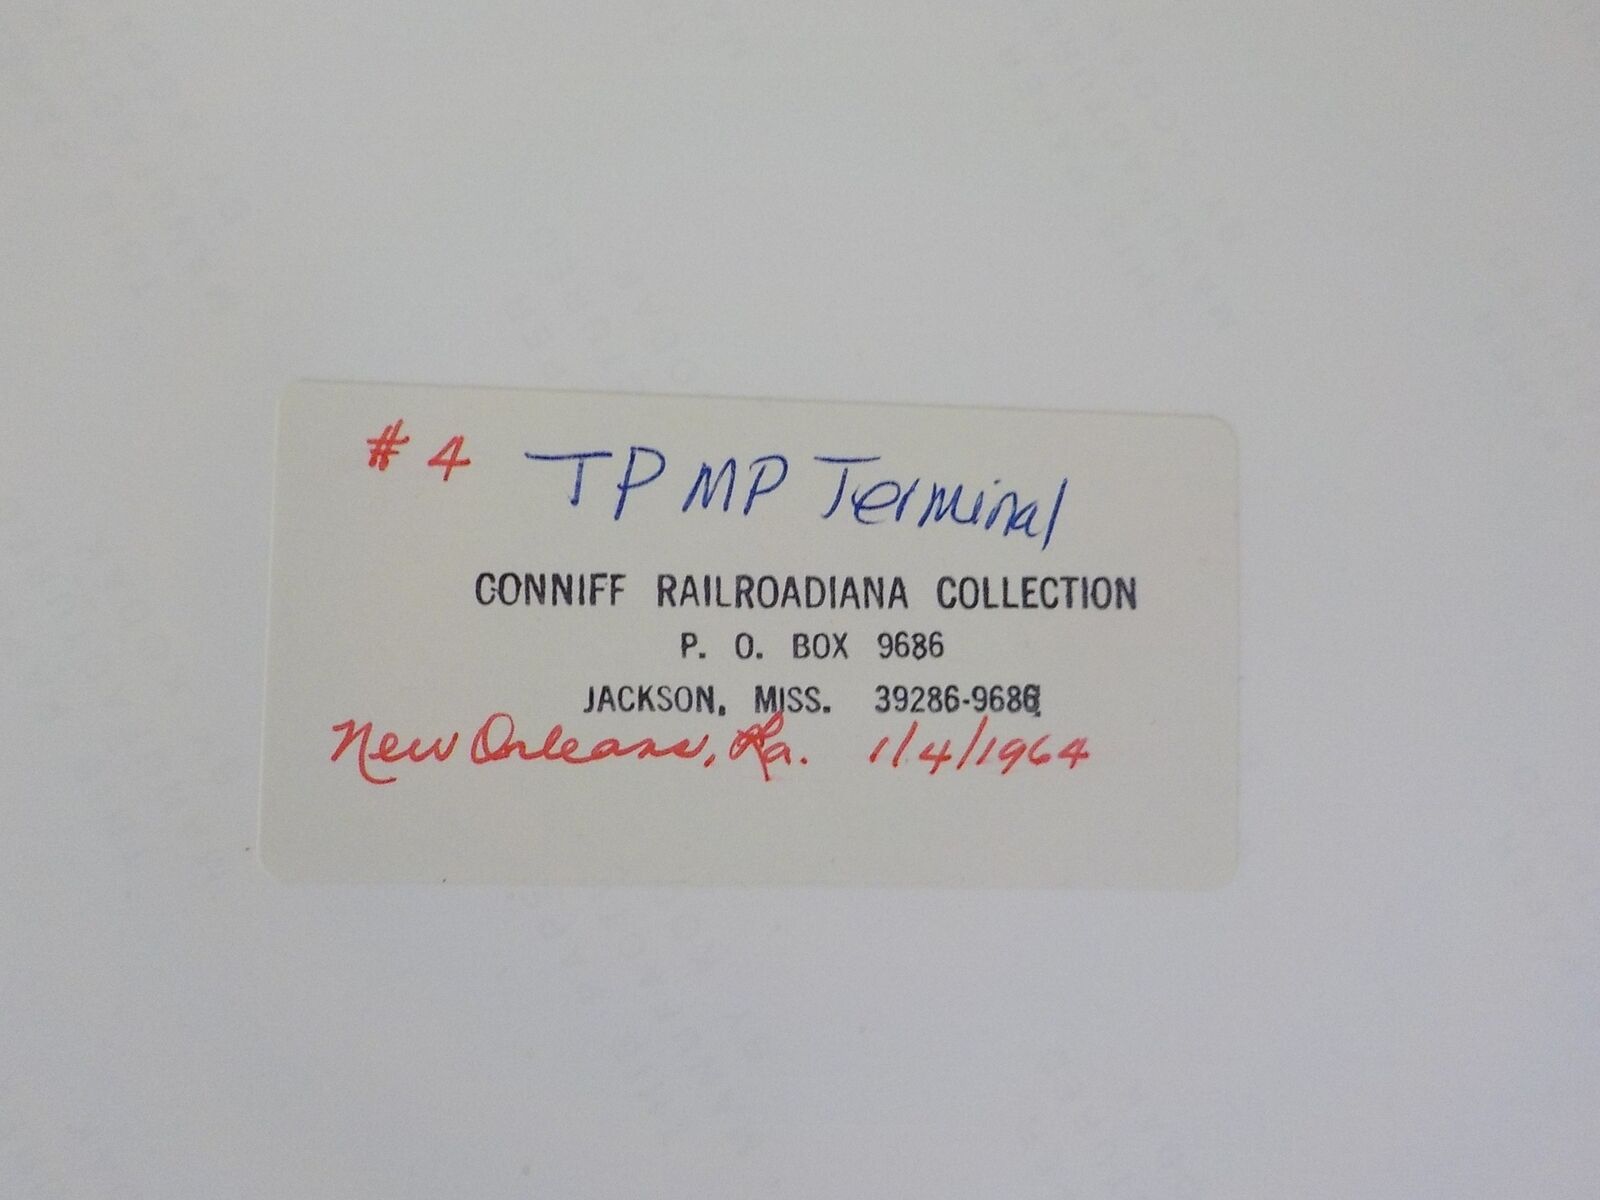 #4 TP MP Terminal
CONNIFF RAILROADIANA COLLECTION
P. O. BOX 9686
JACKSON, MISS. 39286-9686
New Orleans, La. 1/4/1964